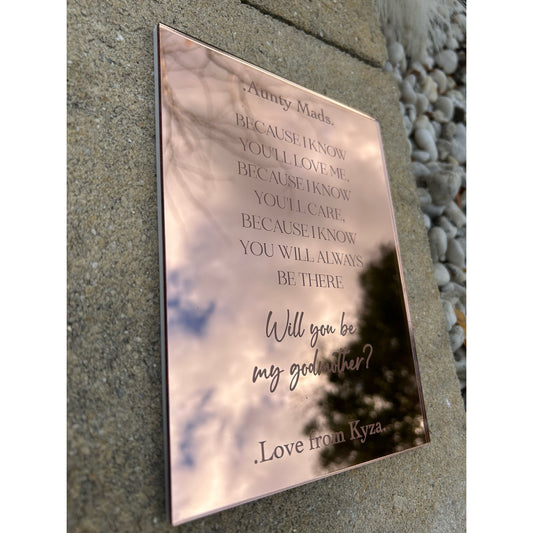 .Aunty Mads.
BECAUSE I KNOW
YOU'LL LOVE ME,
BECAUSE I KNOW
YOU'LL CARE,
BECAUSE I KNOW
YOU WILL ALWAYS
BE THERE
Will you be
my godmother?
.Love from Kyza.